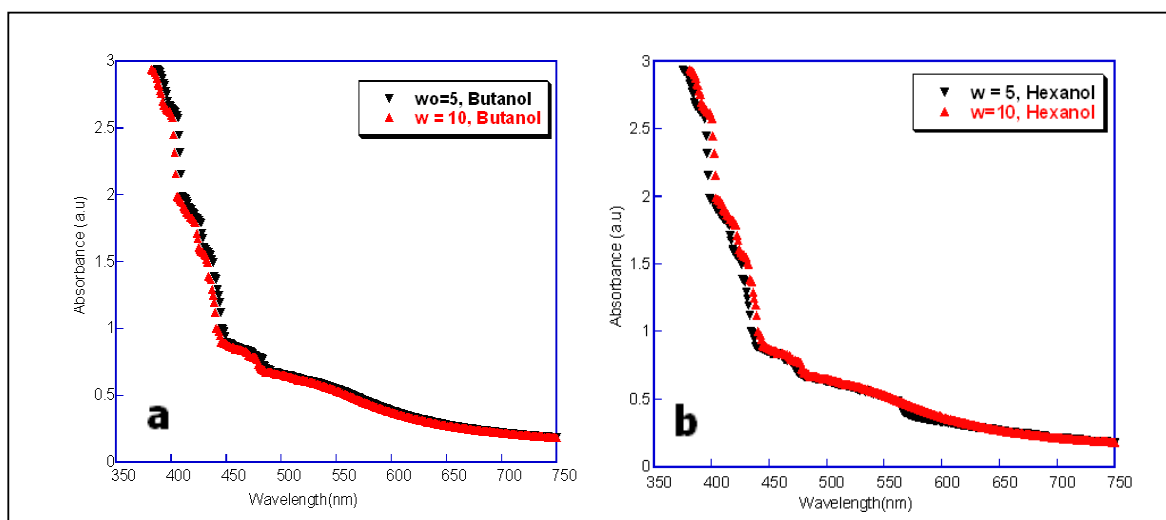 3
2.5
2
1.5
1
0.5
0
Absorbance (a.u)
wo=5, Butanol
w = 10, Butanol
a
350 400 450 500 550 600 650 700 750
Wavelength(nm)
3
2.5
2
1.5
1
0.5
0
Absorbance (a.u)
w = 5, Hexanol
w=10, Hexanol
b
350 400 450 500 550 600 650 700 750
Wavelength(nm)